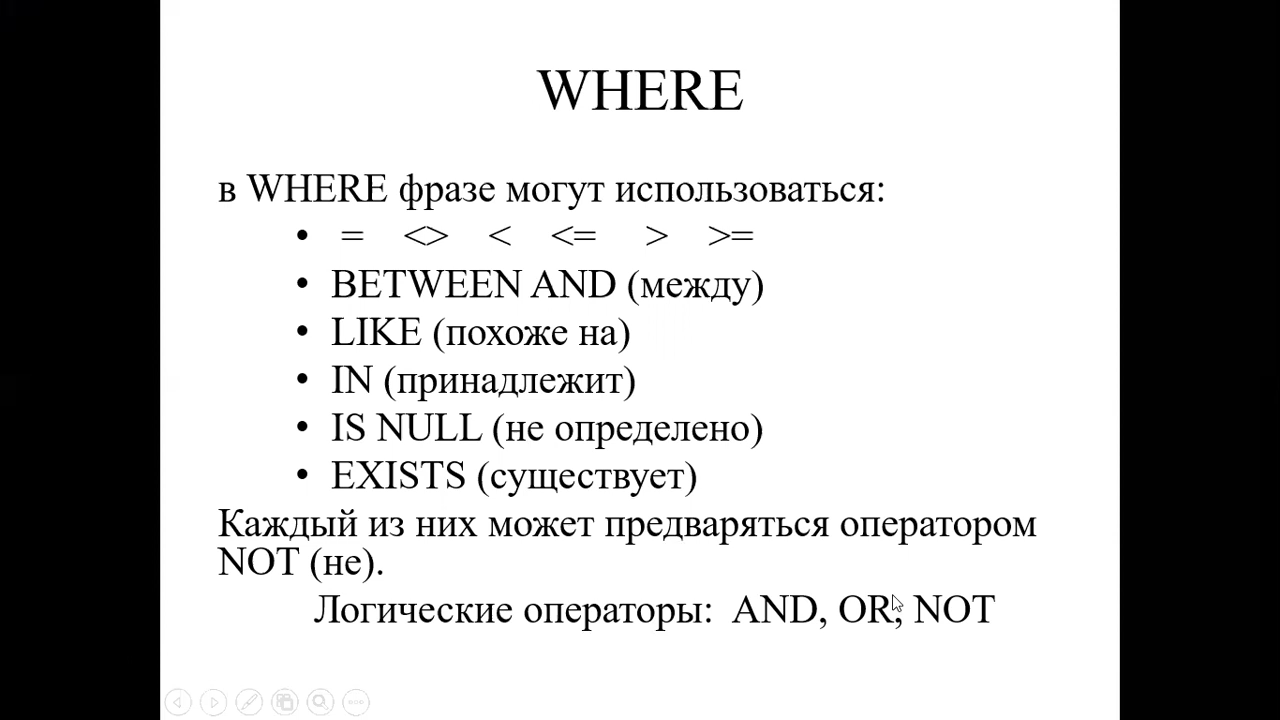 WHERE
в WHERE фразе могут использоваться:
• = <> < <= > >=
• BETWEEN AND (между)
• LIKE (похоже на)
• IN (принадлежит)
• IS NULL (не определено)
• EXISTS (существует)
Каждый из них может предваряться оператором
NOT (не).
Логические операторы: AND, OR, NOT